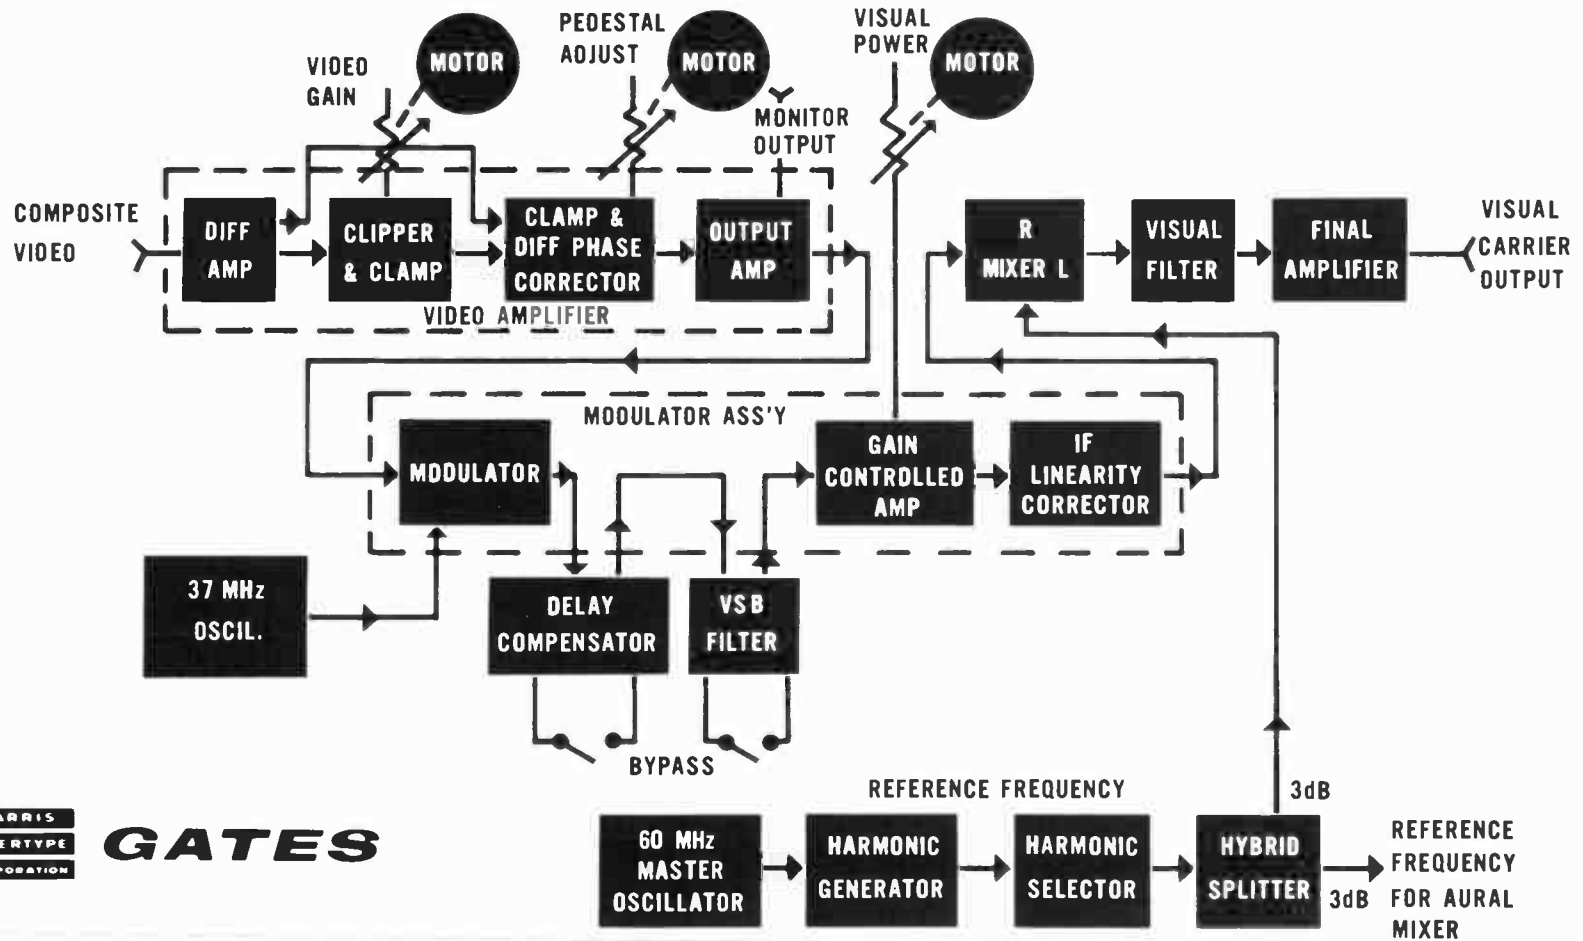 VIDEO
GAIN
MOTOR
PEDESTAL
ADJUST
MOTOR
MONITOR
OUTPUT
VISUAL
POWER
MOTOR
COMPOSITE
VIDEO
DIFF
AMP
CLIPPER
& CLAMP
CLAMP &
DIFF PHASE
CORRECTOR
OUTPUT
AMP
VIDEO AMPLIFIER
R
MIXER L
VISUAL
FILTER
FINAL
AMPLIFIER
VISUAL
CARRIER
OUTPUT
MODULATOR ASS'Y
MODULATOR
GAIN
CONTROLLED
AMP
IF
LINEARITY
CORRECTOR
37 MHz
OSCIL.
DELAY
COMPENSATOR
VSB
FILTER
BYPASS
REFERENCE FREQUENCY
60 MHz
MASTER
OSCILLATOR
HARMONIC
GENERATOR
HARMONIC
SELECTOR
HYBRID
SPLITTER
3dB
3dB
REFERENCE
FREQUENCY
FOR AURAL
MIXER
GATES